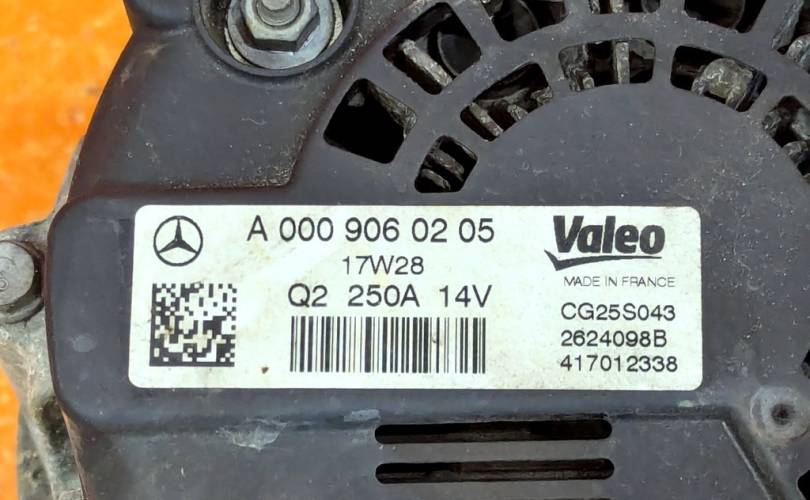 A 000 906 02 05
17W28
Q2 250A 14V
Valeo
MADE IN FRANCE
CG25S043
2624098B
417012338